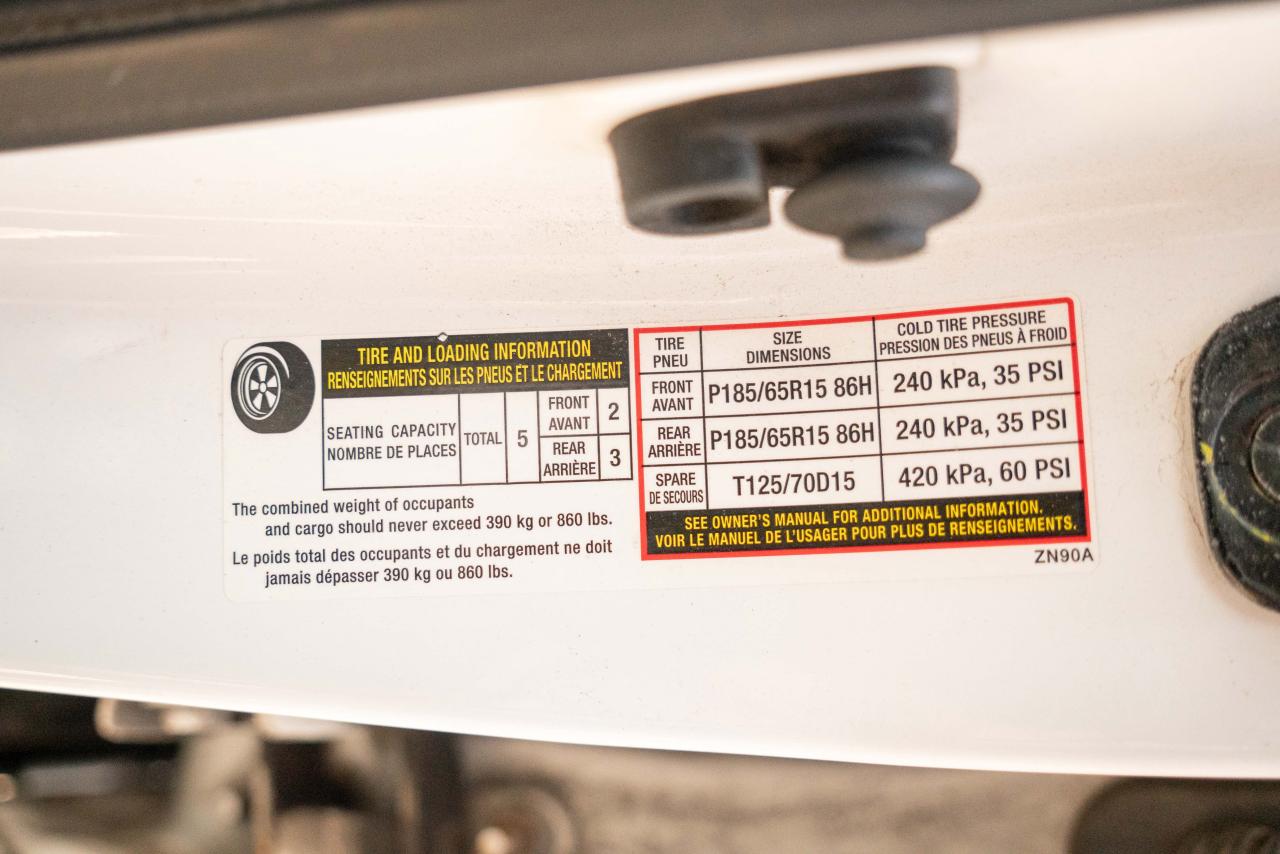 TIRE AND LOADING INFORMATION
RENSEIGNEMENTS SUR LES PNEUS ET LE CHARGEMENT
SEATING CAPACITY
NOMBRE DE PLACES
TOTAL
5
FRONT
AVANT
2
REAR
ARRIÈRE
3
The combined weight of occupants
and cargo should never exceed 390 kg or 860 lbs.
Le poids total des occupants et du chargement ne doit
jamais dépasser 390 kg ou 860 lbs.
TIRE
PNEU
SIZE
DIMENSIONS
COLD TIRE PRESSURE
PRESSION DES PNEUS À FROID
FRONT
AVANT
P185/65R15 86H
240 kPa, 35 PSI
REAR
ARRIÈRE
P185/65R15 86H
240 kPa, 35 PSI
SPARE
DE SECOURS
T125/70D15
420 kPa, 60 PSI
SEE OWNER'S MANUAL FOR ADDITIONAL INFORMATION.
VOIR LE MANUEL DE L'USAGER POUR PLUS DE RENSEIGNEMENTS.
ZN90A